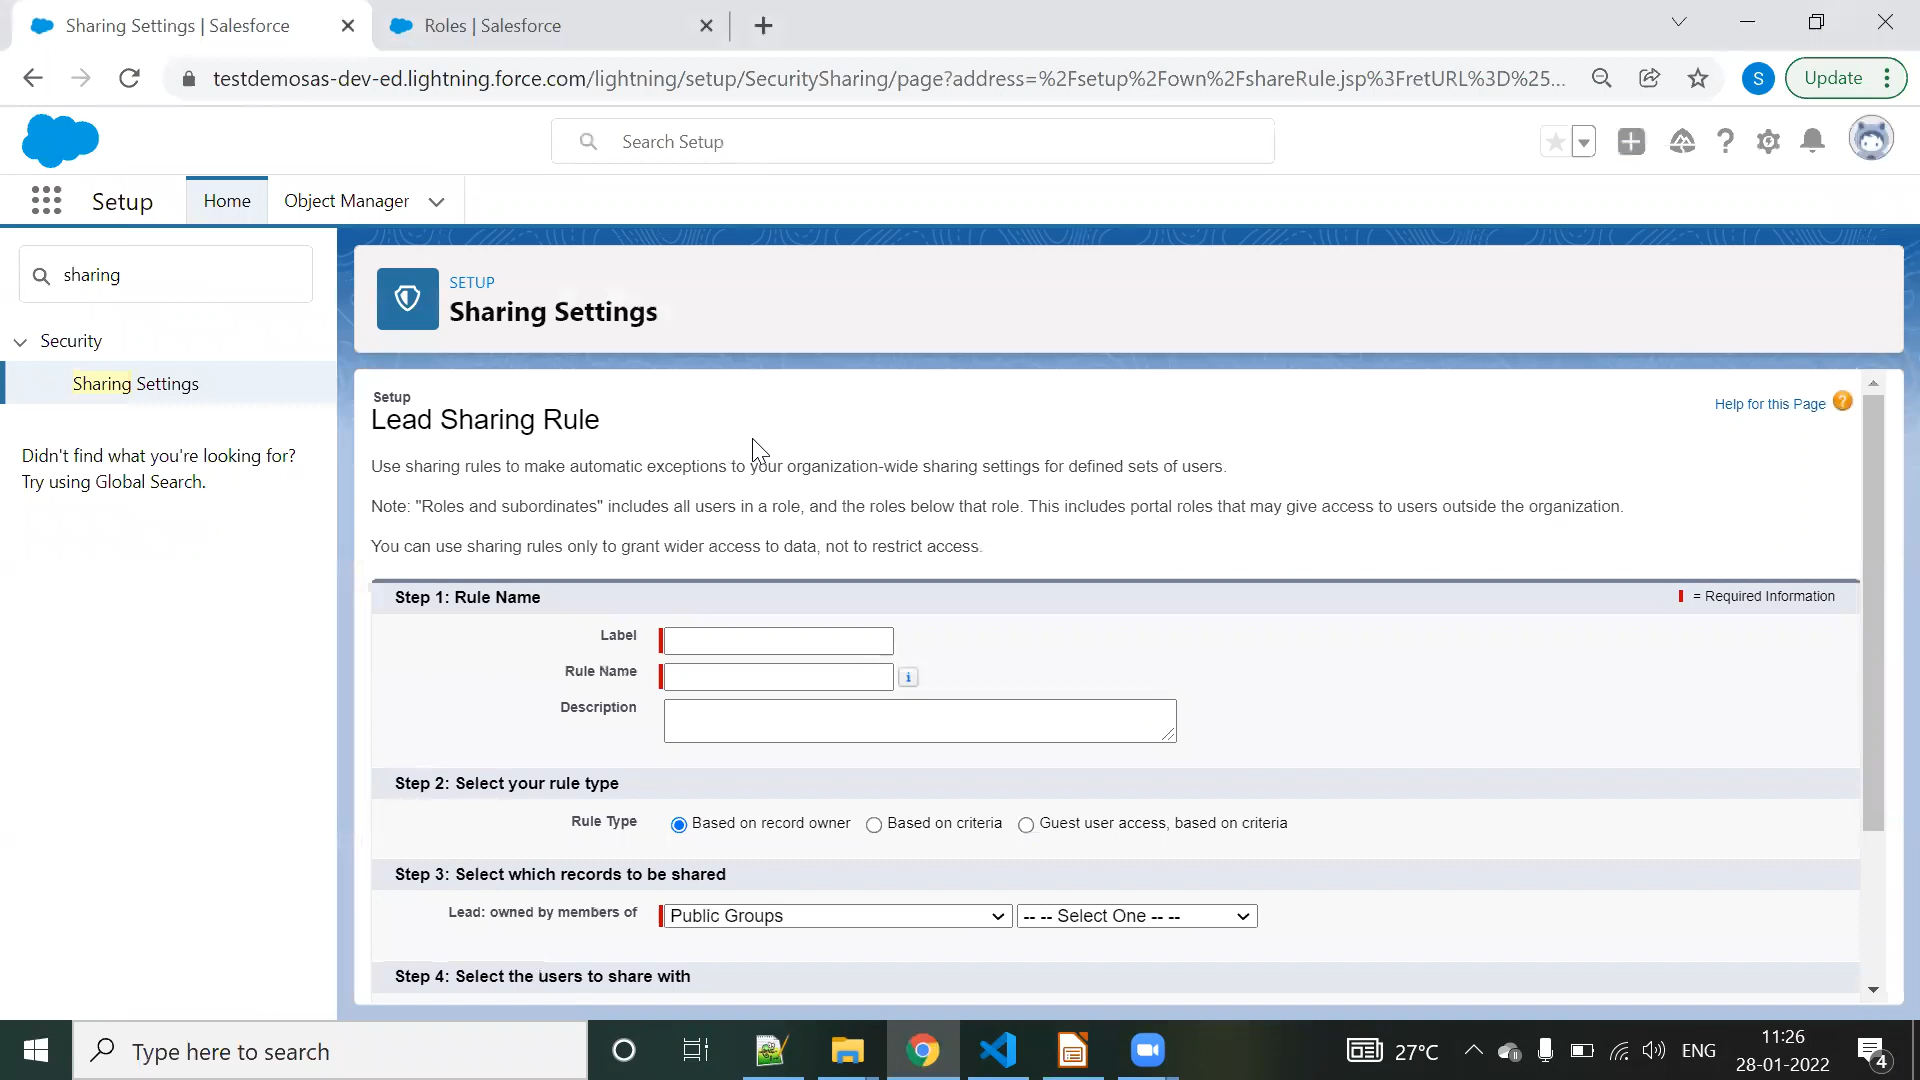 Sharing Settings | Salesforce
Roles | Salesforce
testdemosas-dev-ed.lightning.force.com/lightning/setup/SecuritySharing/page?address=%2Fsetup%2Fown%2FshareRule.jsp%3FretURL%3D%25...
S
Update
Search Setup
Setup
Home
Object Manager
sharing
Security
Sharing Settings
Didn't find what you're looking for?
Try using Global Search.
SETUP
Sharing Settings
Setup
Lead Sharing Rule
Help for this Page
Use sharing rules to make automatic exceptions to your organization-wide sharing settings for defined sets of users.
Note: "Roles and subordinates" includes all users in a role, and the roles below that role. This includes portal roles that may give access to users outside the organization.
You can use sharing rules only to grant wider access to data, not to restrict access.
Step 1: Rule Name
= Required Information
Label
Rule Name
Description
Step 2: Select your rule type
Rule Type
Based on record owner
Based on criteria
Guest user access, based on criteria
Step 3: Select which records to be shared
Lead: owned by members of
Public Groups
-- -- Select One -- --
Step 4: Select the users to share with
Type here to search
27°C
ENG
11:26
28-01-2022
4